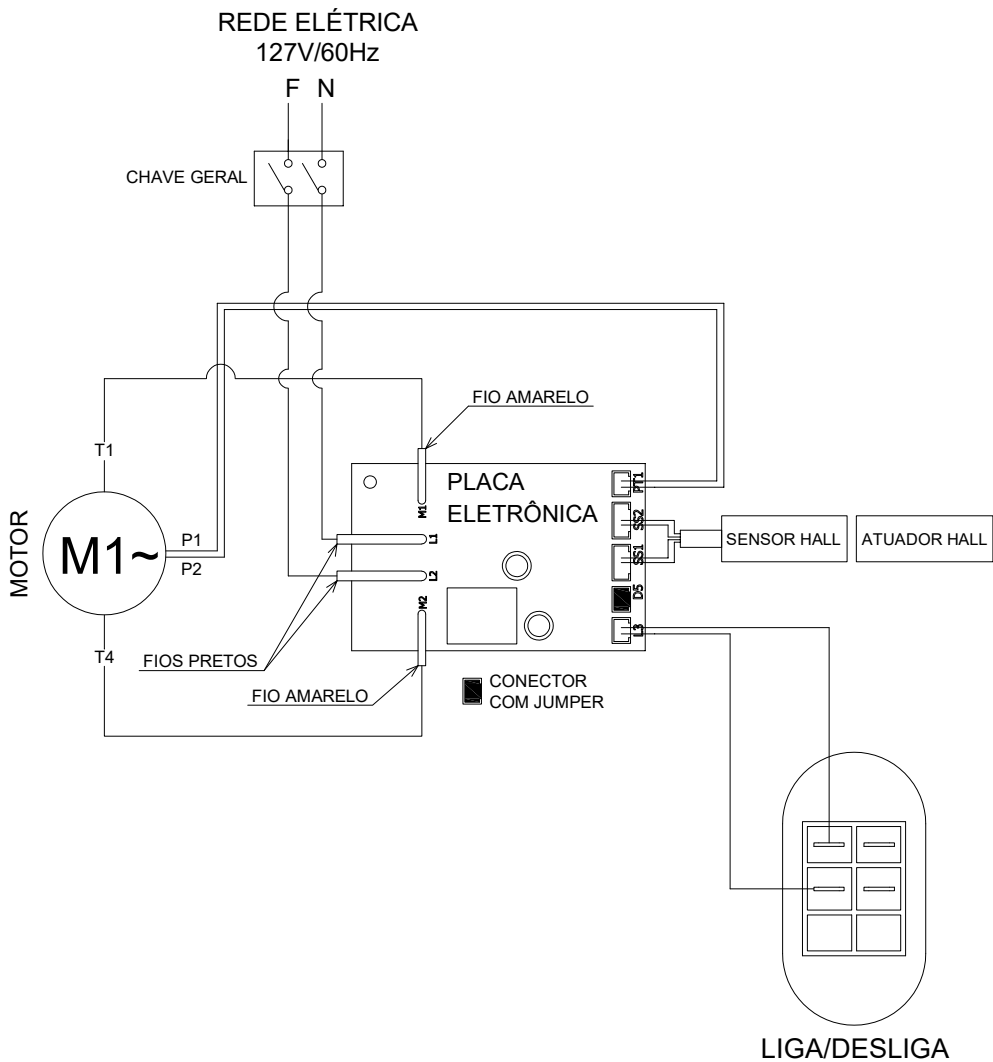 REDE ELÉTRICA
127V/60Hz
F N
CHAVE GERAL
FIO AMARELO
T1
PLACA
ELETRÔNICA
M1
PT1
SS2
SS1
D5
L3
L1
L2
M2
MOTOR
M1~
P1
P2
SENSOR HALL
ATUADOR HALL
T4
FIOS PRETOS
FIO AMARELO
CONECTOR
COM JUMPER
LIGA/DESLIGA